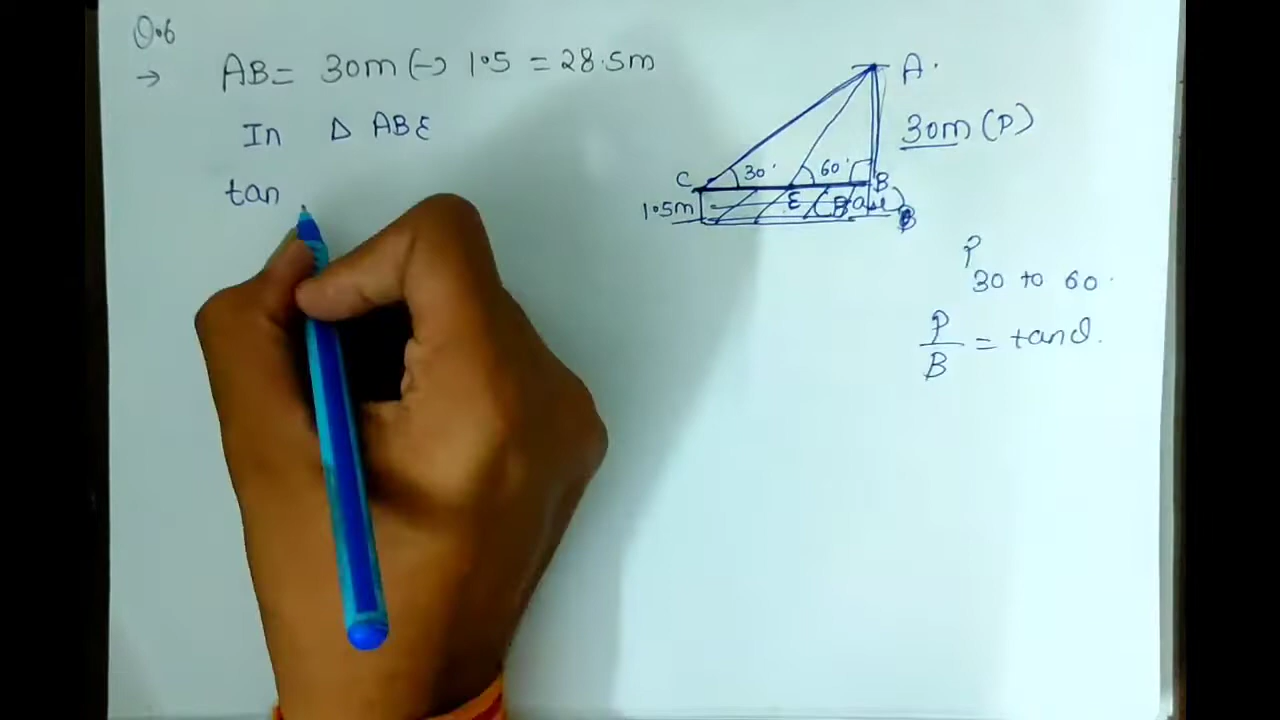 Q.6
→ AB = 30m (-) 1.5 = 28.5m
In Δ ABE
tan
A.
30m (P)
C 30° 60° B
1.5m E (Base)
P
30 to 60.
P/B = tanθ.